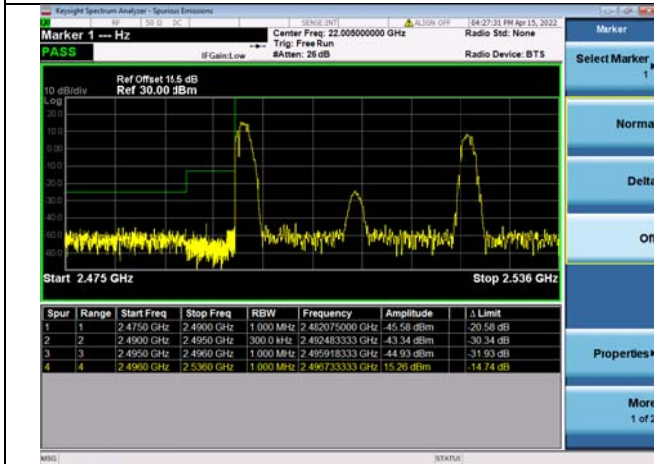 Keysight Spectrum Analyzer - Spurious Emissions
RF 50 Ω DC SENSE:INT ALIGN OFF 04:27:31 PM Apr 15, 2022
Marker 1 --- Hz
Center Freq: 22.005000000 GHz
Radio Std: None
PASS
Trig: Free Run
IFGain:Low
#Atten: 26 dB
Radio Device: BTS
Ref Offset 15.5 dB
10 dB/div Ref 30.00 dBm
Log
20.0
10.0
0.00
-10.0
-20.0
-30.0
-40.0
-50.0
-60.0
Start 2.475 GHz
Stop 2.536 GHz
Spur Range Start Freq Stop Freq RBW Frequency Amplitude Δ Limit
1 1 2.4750 GHz 2.4900 GHz 1.000 MHz 2.482075000 GHz -45.58 dBm -20.58 dB
2 2 2.4900 GHz 2.4950 GHz 300.0 kHz 2.492483333 GHz -43.34 dBm -30.34 dB
3 3 2.4950 GHz 2.4960 GHz 1.000 MHz 2.495918333 GHz -44.93 dBm -31.93 dB
4 4 2.4960 GHz 2.5360 GHz 1.000 MHz 2.496733333 GHz 15.26 dBm -14.74 dB
MSG
STATUS
Marker
Select Marker
1
Norma
Delta
Off
Properties
More
1 of 2